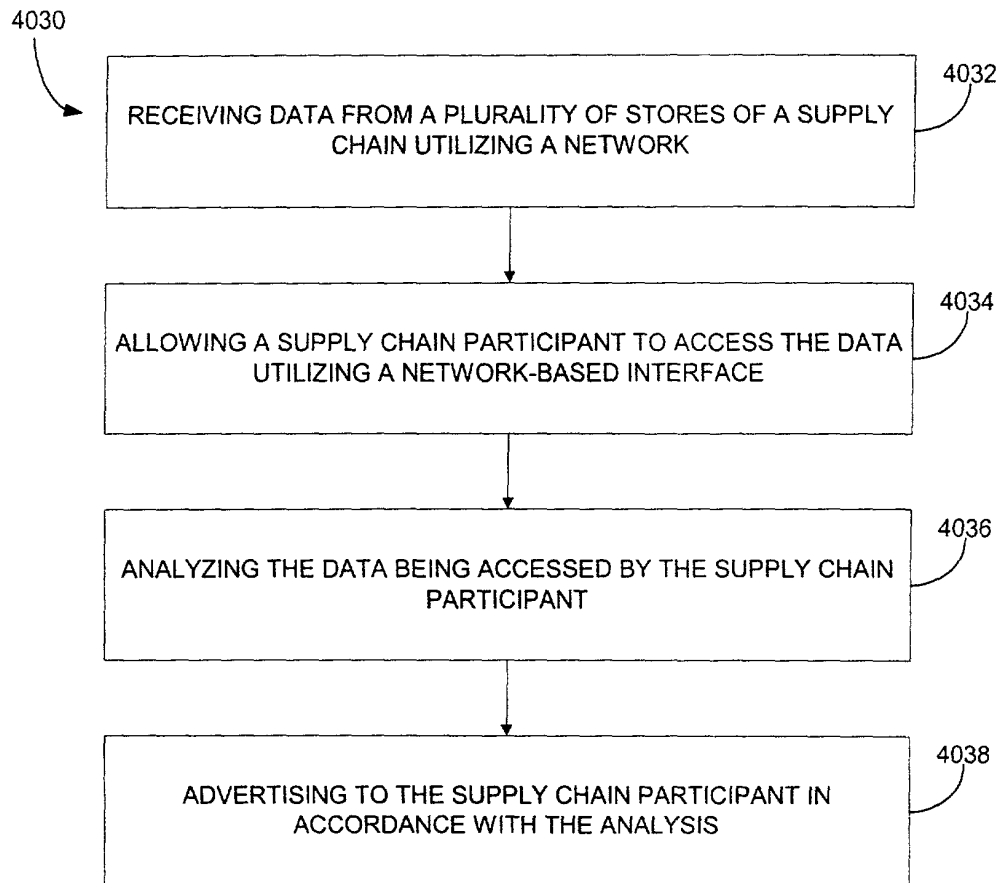 4030
4032
RECEIVING DATA FROM A PLURALITY OF STORES OF A SUPPLY
CHAIN UTILIZING A NETWORK
4034
ALLOWING A SUPPLY CHAIN PARTICIPANT TO ACCESS THE DATA
UTILIZING A NETWORK-BASED INTERFACE
4036
ANALYZING THE DATA BEING ACCESSED BY THE SUPPLY CHAIN
PARTICIPANT
4038
ADVERTISING TO THE SUPPLY CHAIN PARTICIPANT IN
ACCORDANCE WITH THE ANALYSIS